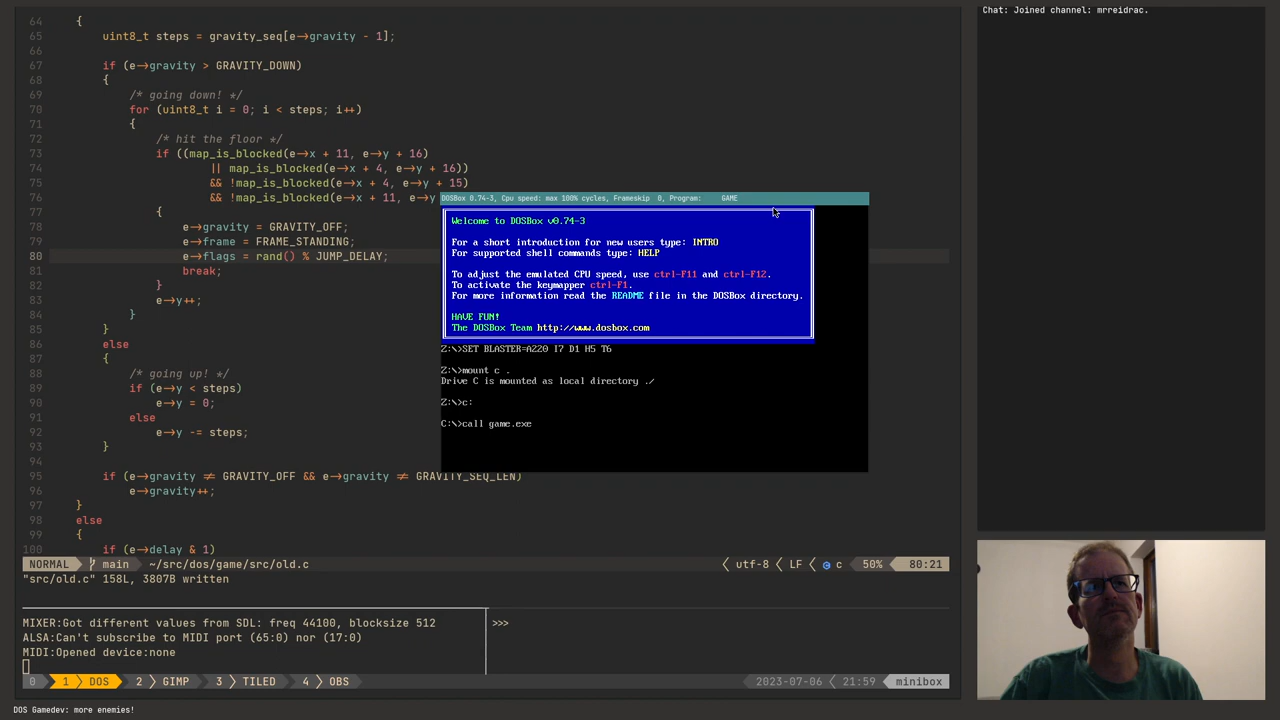 Chat: Joined channel: mrreidrac.
64 {
65 uint8_t steps = gravity_seq[e→gravity - 1];
66
67 if (e→gravity > GRAVITY_DOWN)
68 {
69 /* going down! */
70 for (uint8_t i = 0; i < steps; i++)
71 {
72 /* hit the floor */
73 if ((map_is_blocked(e→x + 11, e→y + 16)
74 || map_is_blocked(e→x + 4, e→y + 16))
75 && !map_is_blocked(e→x + 4, e→y + 15)
76 && !map_is_blocked(e→x + 11, e→y
77 {
78 e→gravity = GRAVITY_OFF;
79 e→frame = FRAME_STANDING;
80 e→flags = rand() % JUMP_DELAY;
81 break;
82 }
83 e→y++;
84 }
85 }
86 else
87 {
88 /* going up! */
89 if (e→y < steps)
90 e→y = 0;
91 else
92 e→y -= steps;
93 }
94
95 if (e→gravity ≠ GRAVITY_OFF && e→gravity ≠ GRAVITY_SEQ_LEN)
96 e→gravity++;
97 }
98 else
99 {
100 if (e→delay & 1)
DOSBox 0.74-3, Cpu speed: max 100% cycles, Frameskip 0, Program: GAME
Welcome to DOSBox v0.74-3
For a short introduction for new users type: INTRO
For supported shell commands type: HELP
To adjust the emulated CPU speed, use ctrl-F11 and ctrl-F12.
To activate the keymapper ctrl-F1.
For more information read the README file in the DOSBox directory.
HAVE FUN!
The DOSBox Team http://www.dosbox.com
Z:\>SET BLASTER=A220 I7 D1 H5 T6
Z:\>mount c .
Drive C is mounted as local directory ./
Z:\>c:
C:\>call game.exe
NORMAL main ~/src/dos/game/src/old.c utf-8 LF c 50% 80:21
"src/old.c" 158L, 3807B written
MIXER:Got different values from SDL: freq 44100, blocksize 512
ALSA:Can't subscribe to MIDI port (65:0) nor (17:0)
MIDI:Opened device:none
>>>
0 1 DOS 2 GIMP 3 TILED 4 OBS 2023-07-06 21:59 minibox
DOS Gamedev: more enemies!